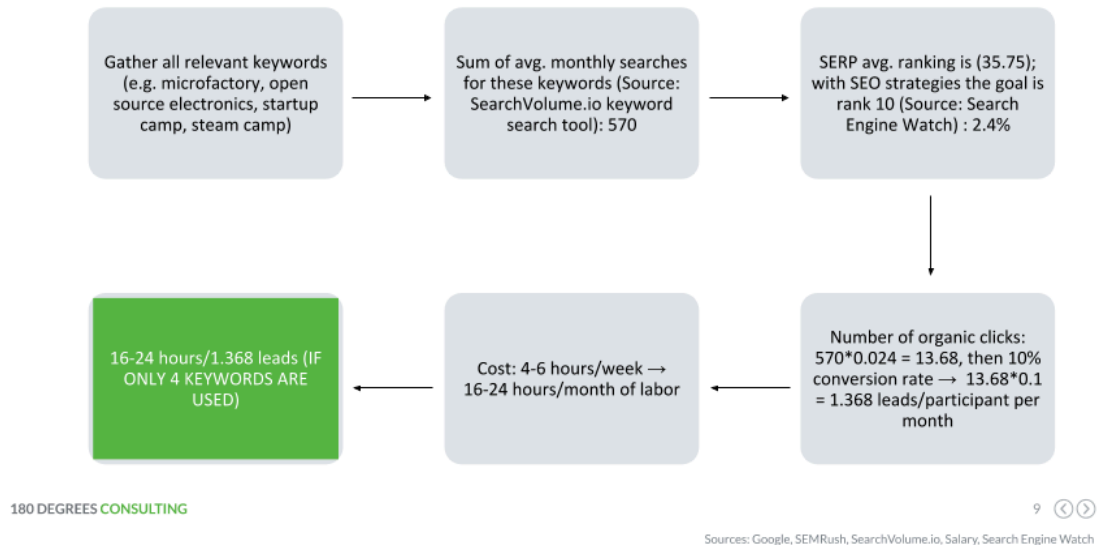 Gather all relevant keywords
(e.g. microfactory, open
source electronics, startup
camp, steam camp)
Sum of avg. monthly searches
for these keywords (Source:
SearchVolume.io keyword
search tool): 570
SERP avg. ranking is (35.75);
with SEO strategies the goal is
rank 10 (Source: Search
Engine Watch) : 2.4%
Number of organic clicks:
570*0.024 = 13.68, then 10%
conversion rate → 13.68*0.1
= 1.368 leads/participant per
month
Cost: 4-6 hours/week →
16-24 hours/month of labor
16-24 hours/1.368 leads (IF
ONLY 4 KEYWORDS ARE
USED)
180 DEGREES CONSULTING
9
Sources: Google, SEMRush, SearchVolume.io, Salary, Search Engine Watch